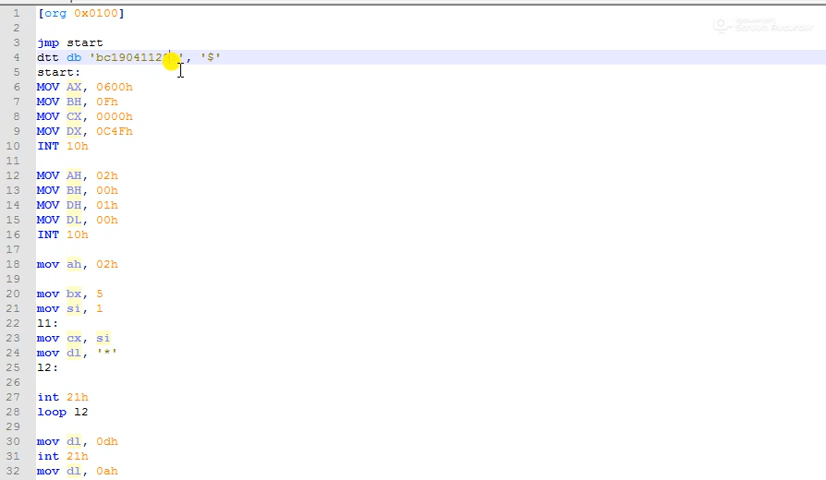 1 [org 0x0100]
2
3 jmp start
4 dtt db 'bc19041122 ', '$'
5 start:
6 MOV AX, 0600h
7 MOV BH, 0Fh
8 MOV CX, 0000h
9 MOV DX, 0C4Fh
10 INT 10h
11
12 MOV AH, 02h
13 MOV BH, 00h
14 MOV DH, 01h
15 MOV DL, 00h
16 INT 10h
17
18 mov ah, 02h
19
20 mov bx, 5
21 mov si, 1
22 l1:
23 mov cx, si
24 mov dl, '*'
25 l2:
26
27 int 21h
28 loop l2
29
30 mov dl, 0dh
31 int 21h
32 mov dl, 0ah